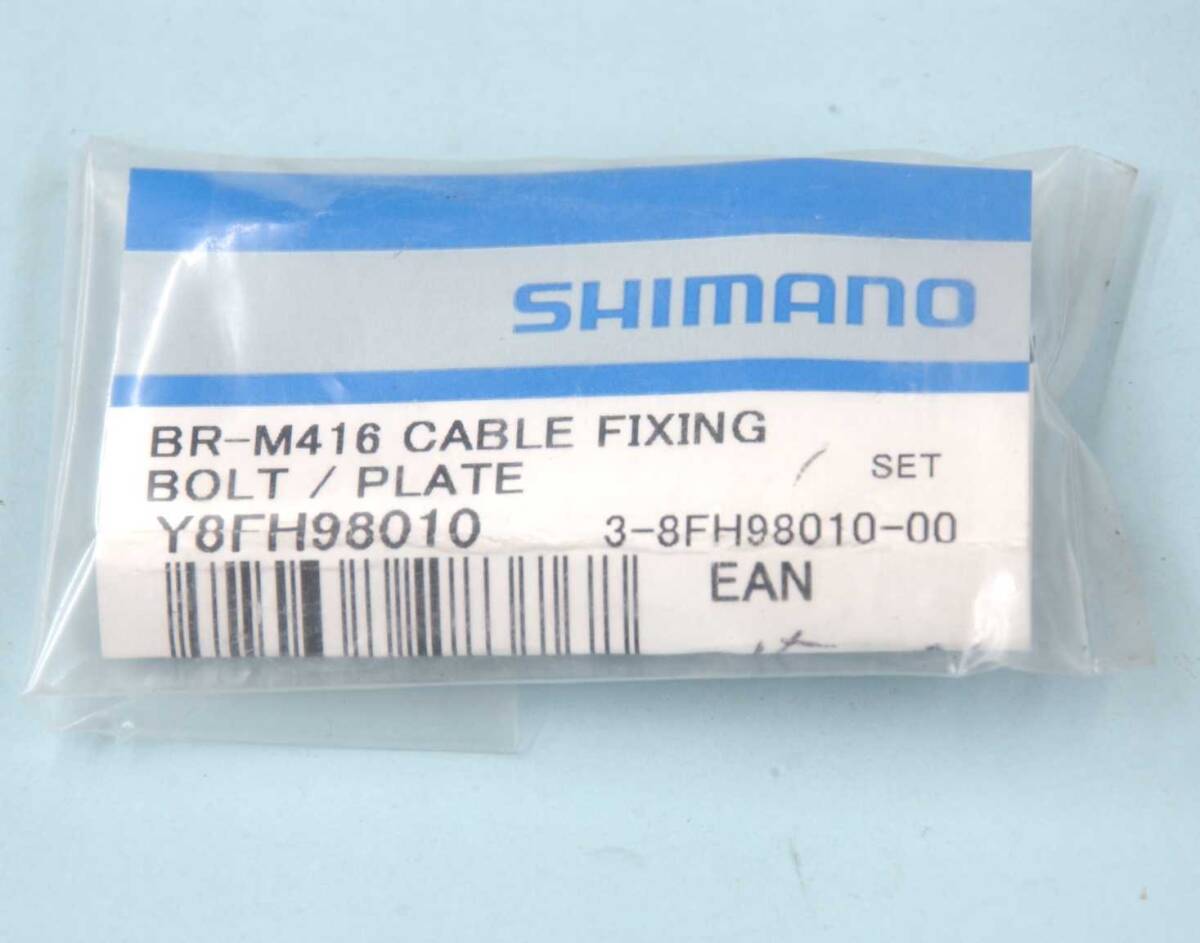 SHIMANO
BR-M416 CABLE FIXING
BOLT / PLATE
SET
Y8FH98010 3-8FH98010-00
EAN